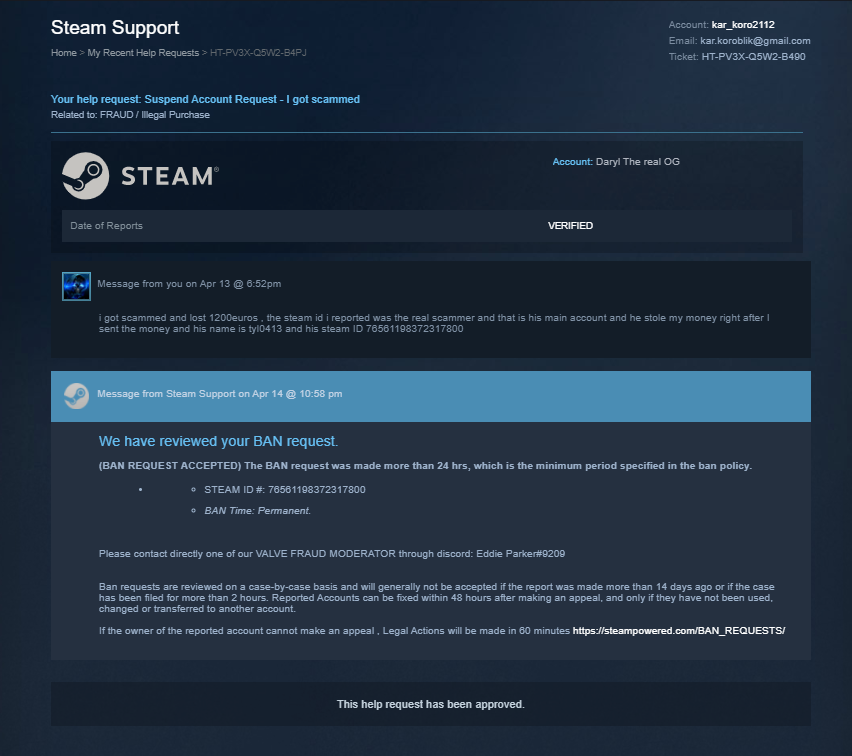 Steam Support
Account: kar_koro2112
Home > My Recent Help Requests > HT-PV3X-Q5W2-B4PJ
Email: kar.koroblik@gmail.com
Ticket: HT-PV3X-Q5W2-B490
Your help request: Suspend Account Request - I got scammed
Related to: FRAUD / Illegal Purchase
STEAM®
Account: Daryl The real OG
Date of Reports VERIFIED
Message from you on Apr 13 @ 6:52pm
i got scammed and lost 1200euros , the steam id i reported was the real scammer and that is his main account and he stole my money right after I
sent the money and his name is tyl0413 and his steam ID 76561198372317800
Message from Steam Support on Apr 14 @ 10:58 pm
We have reviewed your BAN request.
(BAN REQUEST ACCEPTED) The BAN request was made more than 24 hrs, which is the minimum period specified in the ban policy.
STEAM ID #: 76561198372317800
BAN Time: Permanent.
Please contact directly one of our VALVE FRAUD MODERATOR through discord: Eddie Parker#9209
Ban requests are reviewed on a case-by-case basis and will generally not be accepted if the report was made more than 14 days ago or if the case
has been filed for more than 2 hours. Reported Accounts can be fixed within 48 hours after making an appeal, and only if they have not been used,
changed or transferred to another account.
If the owner of the reported account cannot make an appeal , Legal Actions will be made in 60 minutes https://steampowered.com/BAN_REQUESTS/
This help request has been approved.